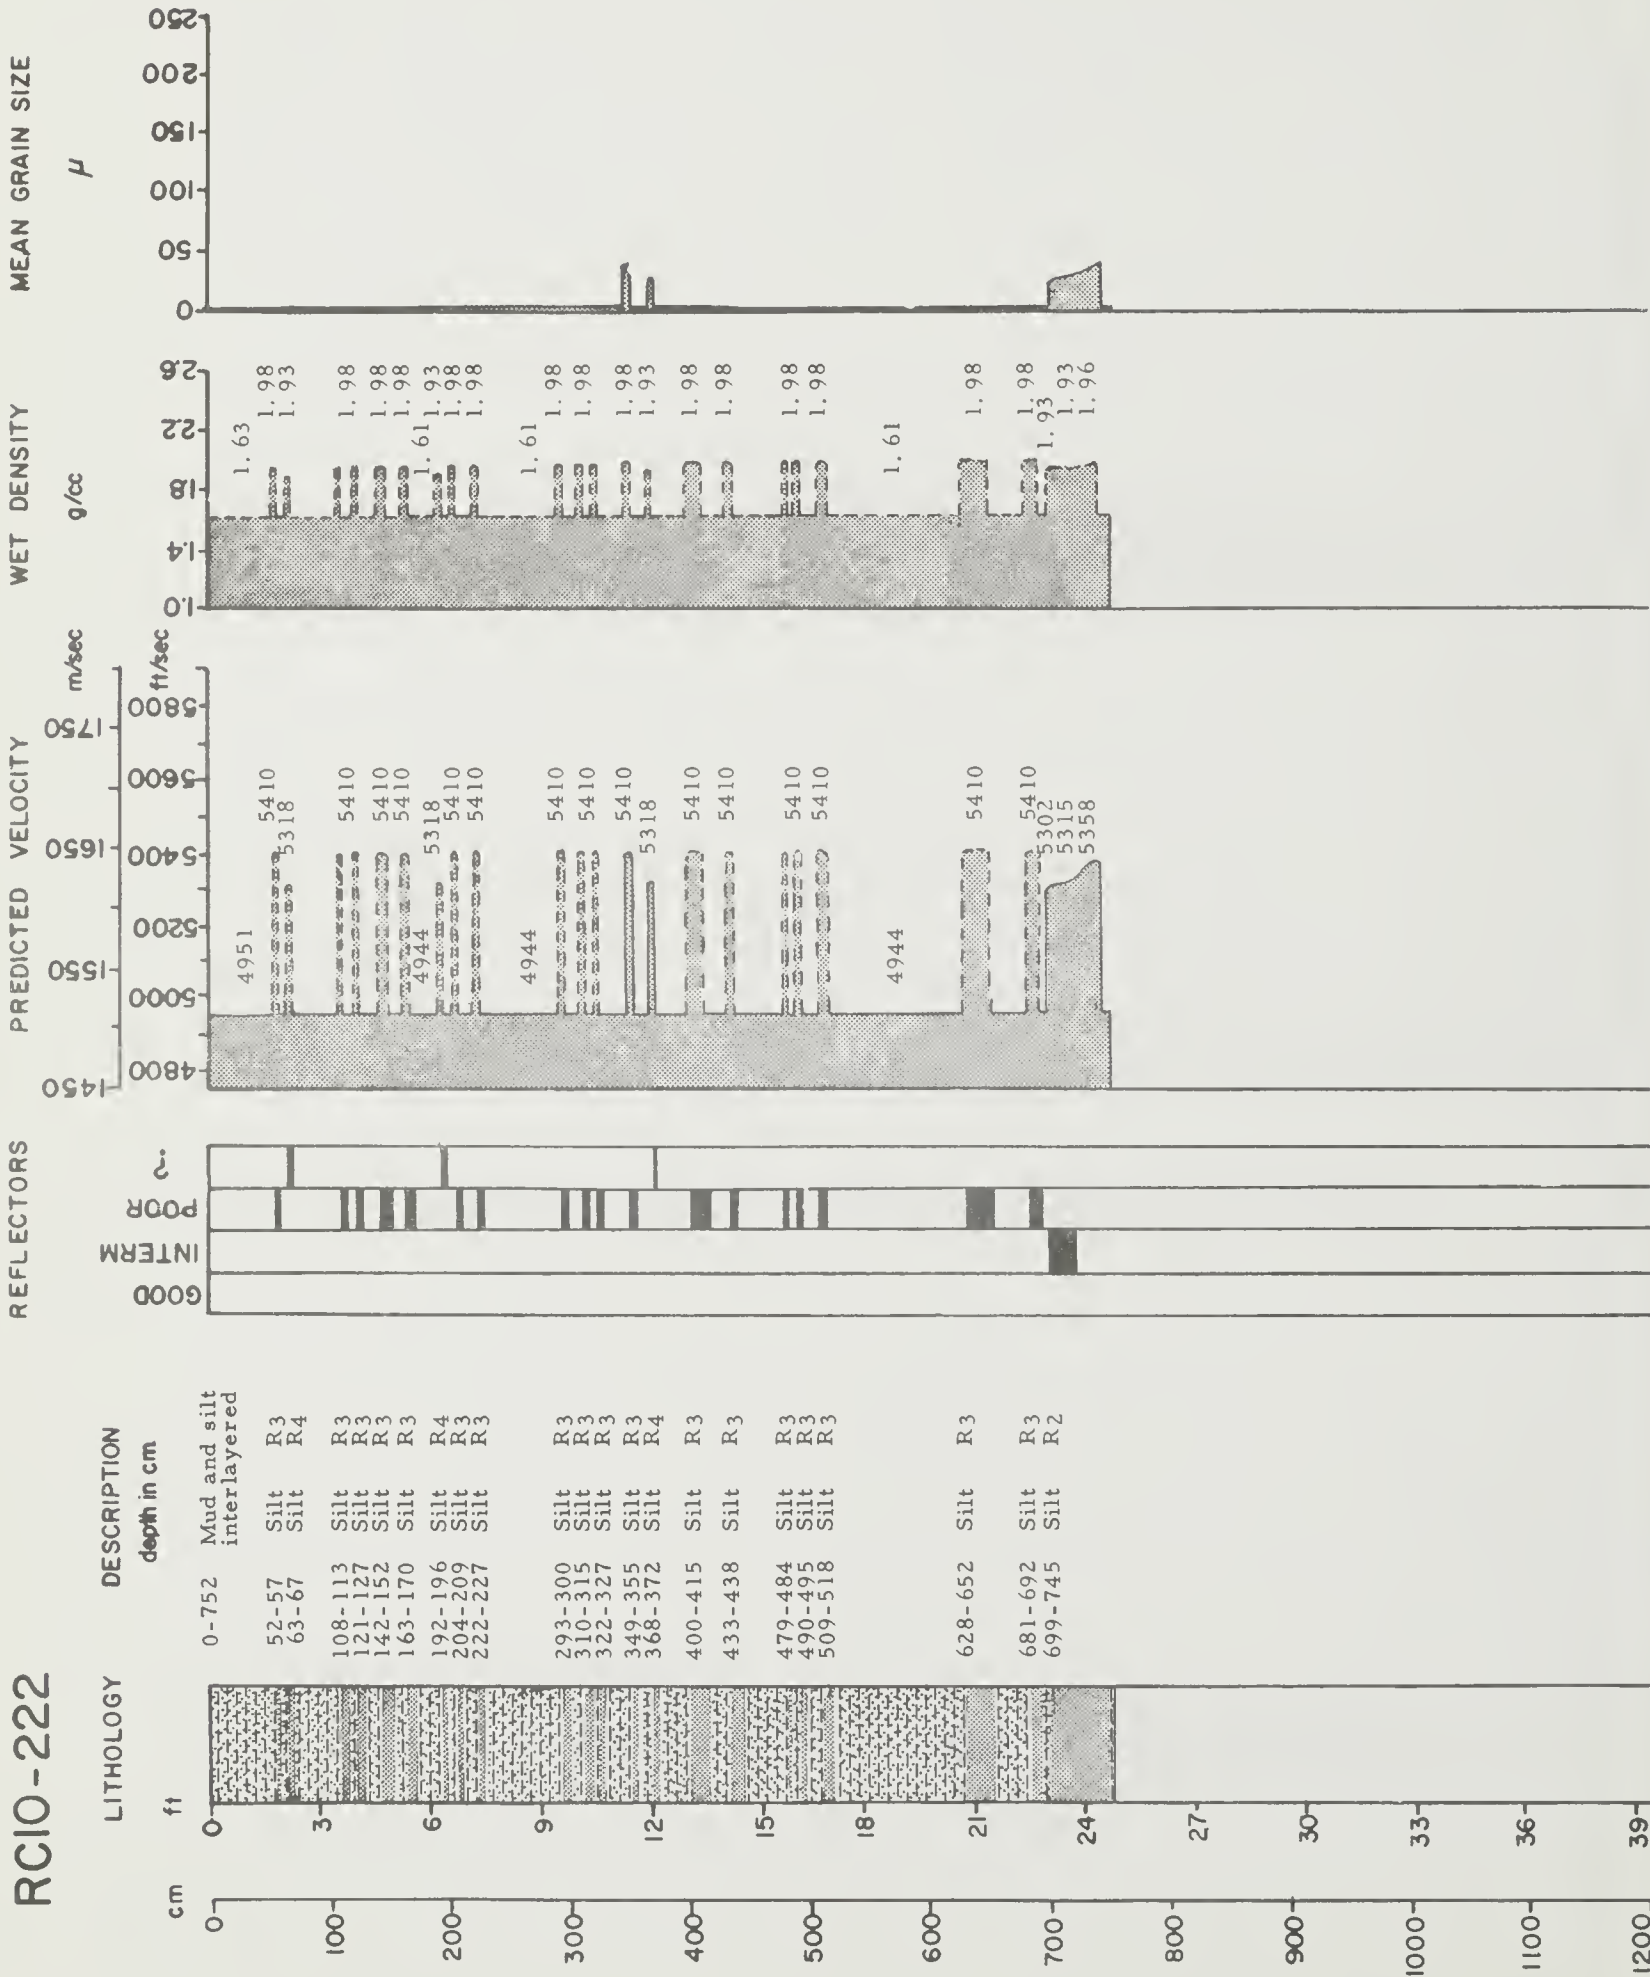 RC10-222
LITHOLOGY
DESCRIPTION
depth in cm
REFLECTORS
PREDICTED VELOCITY
WET DENSITY
MEAN GRAIN SIZE
cm
ft
GOOD
INTERM
POOR
?
m/sec
ft/sec
g/cc
μ
0 100 200 300 400 500 600 700 800 900 1000 1100 1200
0 3 6 9 12 15 18 21 24 27 30 33 36 39
0-752 Mud and silt
interlayered
52-57 Silt R3
63-67 Silt R4
108-113 Silt R3
121-127 Silt R3
142-152 Silt R3
163-170 Silt R3
192-196 Silt R4
204-209 Silt R3
222-227 Silt R3
293-300 Silt R3
310-315 Silt R3
322-327 Silt R3
349-355 Silt R3
368-372 Silt R4
400-415 Silt R3
433-438 Silt R3
479-484 Silt R3
490-495 Silt R3
509-518 Silt R3
628-652 Silt R3
681-692 Silt R3
699-745 Silt R2
1450 1550 1650 1750
4800 5000 5200 5400 5600 5800
4951
5410
5318
5410
5410
5410
4944
5318
5410
5410
4944
5410
5410
5410
5318
5410
5410
5410
5410
4944
5410
5410
5302
5315
5358
1.0 1.4 1.8 2.2 2.6
1.63
1.98
1.93
1.98
1.98
1.98
1.61
1.93
1.98
1.98
1.61
1.98
1.98
1.98
1.93
1.98
1.98
1.98
1.98
1.61
1.98
1.98
1.93
1.93
1.96
0 50 100 150 200 250